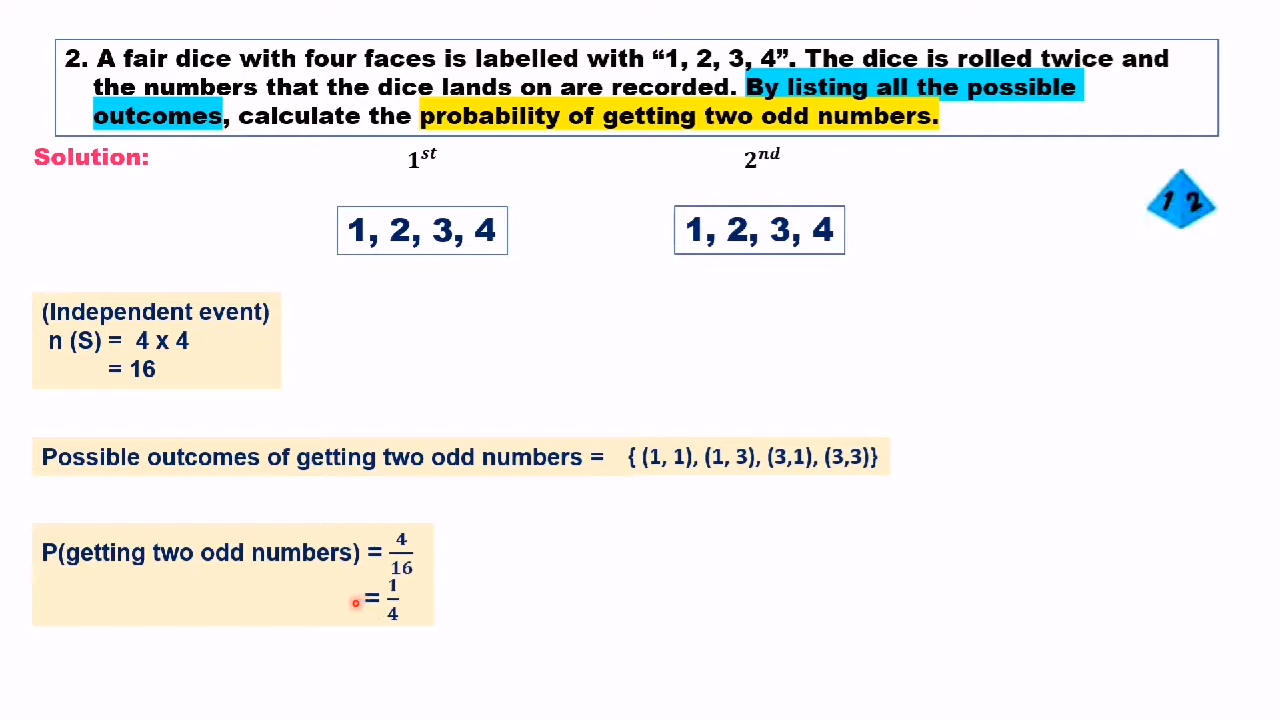 2. A fair dice with four faces is labelled with “1, 2, 3, 4”. The dice is rolled twice and
the numbers that the dice lands on are recorded. By listing all the possible
outcomes, calculate the probability of getting two odd numbers.
Solution:
1st
2nd
1, 2, 3, 4
1, 2, 3, 4
1 2
(Independent event)
n (S) = 4 x 4
= 16
Possible outcomes of getting two odd numbers = { (1, 1), (1, 3), (3,1), (3,3)}
P(getting two odd numbers) = 4/16
= 1/4